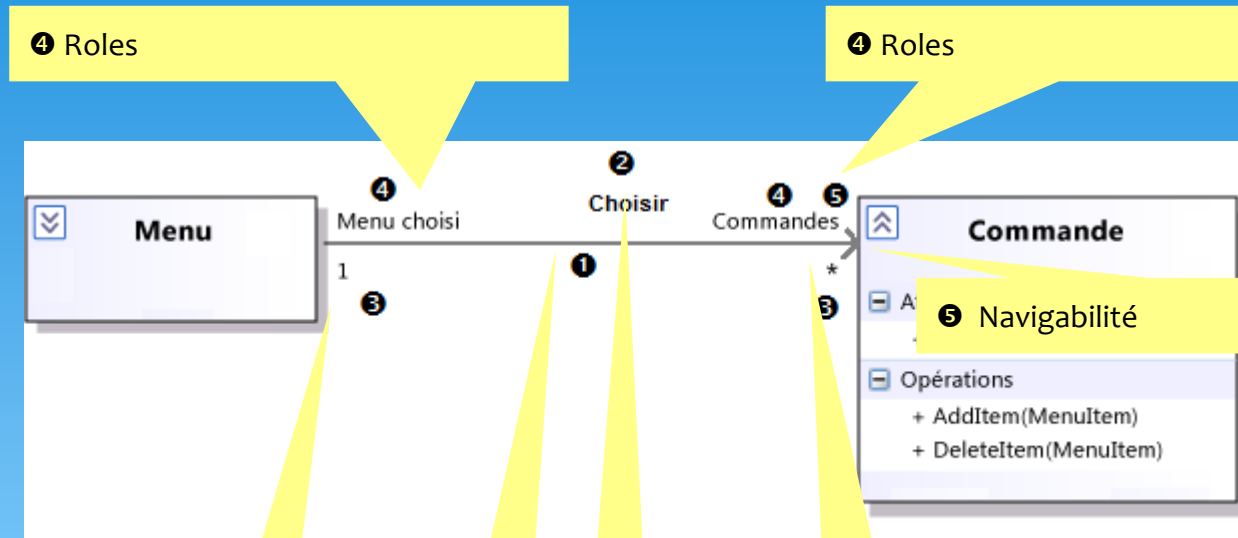 ❹ Roles
❹ Roles
❷
❹
❹ ❺
Choisir
Menu choisi
Commandes
Menu
Commande
1
❶
*
❸
❸
❺ Navigabilité
Opérations
+ AddItem(MenuItem)
+ DeleteItem(MenuItem)